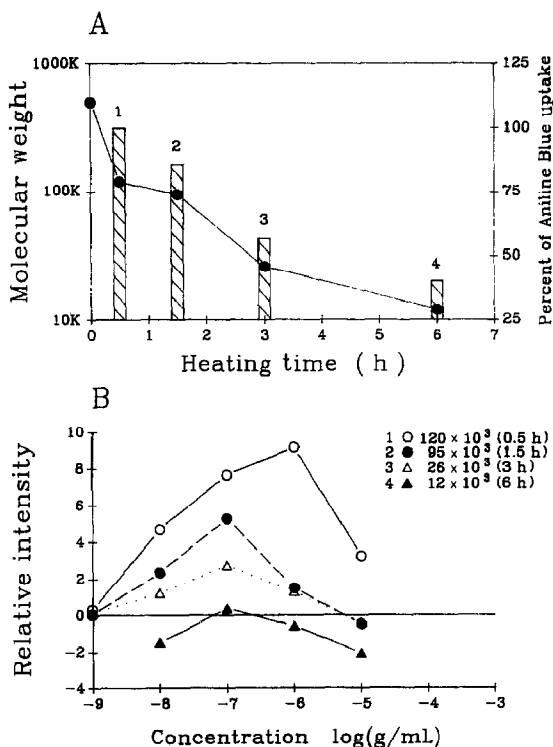 A
Molecular weight
1000K
100K
10K
Percent of Aniline Blue uptake
125
100
75
50
25
1
2
3
4
0 1 2 3 4 5 6 7
Heating time (h)
B
Relative intensity
10
8
6
4
2
0
-2
-4
1 120 × 10³ (0.5 h)
2 95 × 10³ (1.5 h)
3 26 × 10³ (3 h)
4 12 × 10³ (6 h)
-9 -8 -7 -6 -5 -4 -3
Concentration log(g/mL)